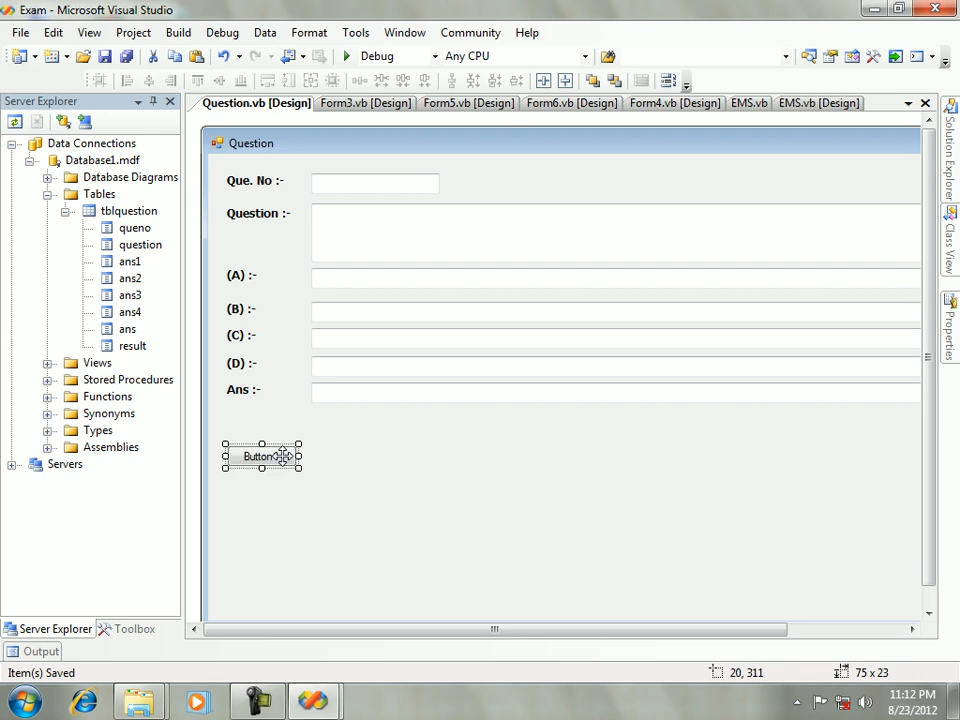 Exam - Microsoft Visual Studio
File Edit View Project Build Debug Data Format Tools Window Community Help
Debug Any CPU
Server Explorer
Question.vb [Design] Form3.vb [Design] Form5.vb [Design] Form6.vb [Design] Form4.vb [Design] EMS.vb EMS.vb [Design]
Data Connections
Database1.mdf
Database Diagrams
Tables
tblquestion
queno
question
ans1
ans2
ans3
ans4
ans
result
Views
Stored Procedures
Functions
Synonyms
Types
Assemblies
Servers
Question
Que. No :-
Question :-
(A) :-
(B) :-
(C) :-
(D) :-
Ans :-
Button
Solution Explorer
Class View
Properties
Server Explorer Toolbox
Output
Item(s) Saved
20, 311
75 x 23
11:12 PM
8/23/2012